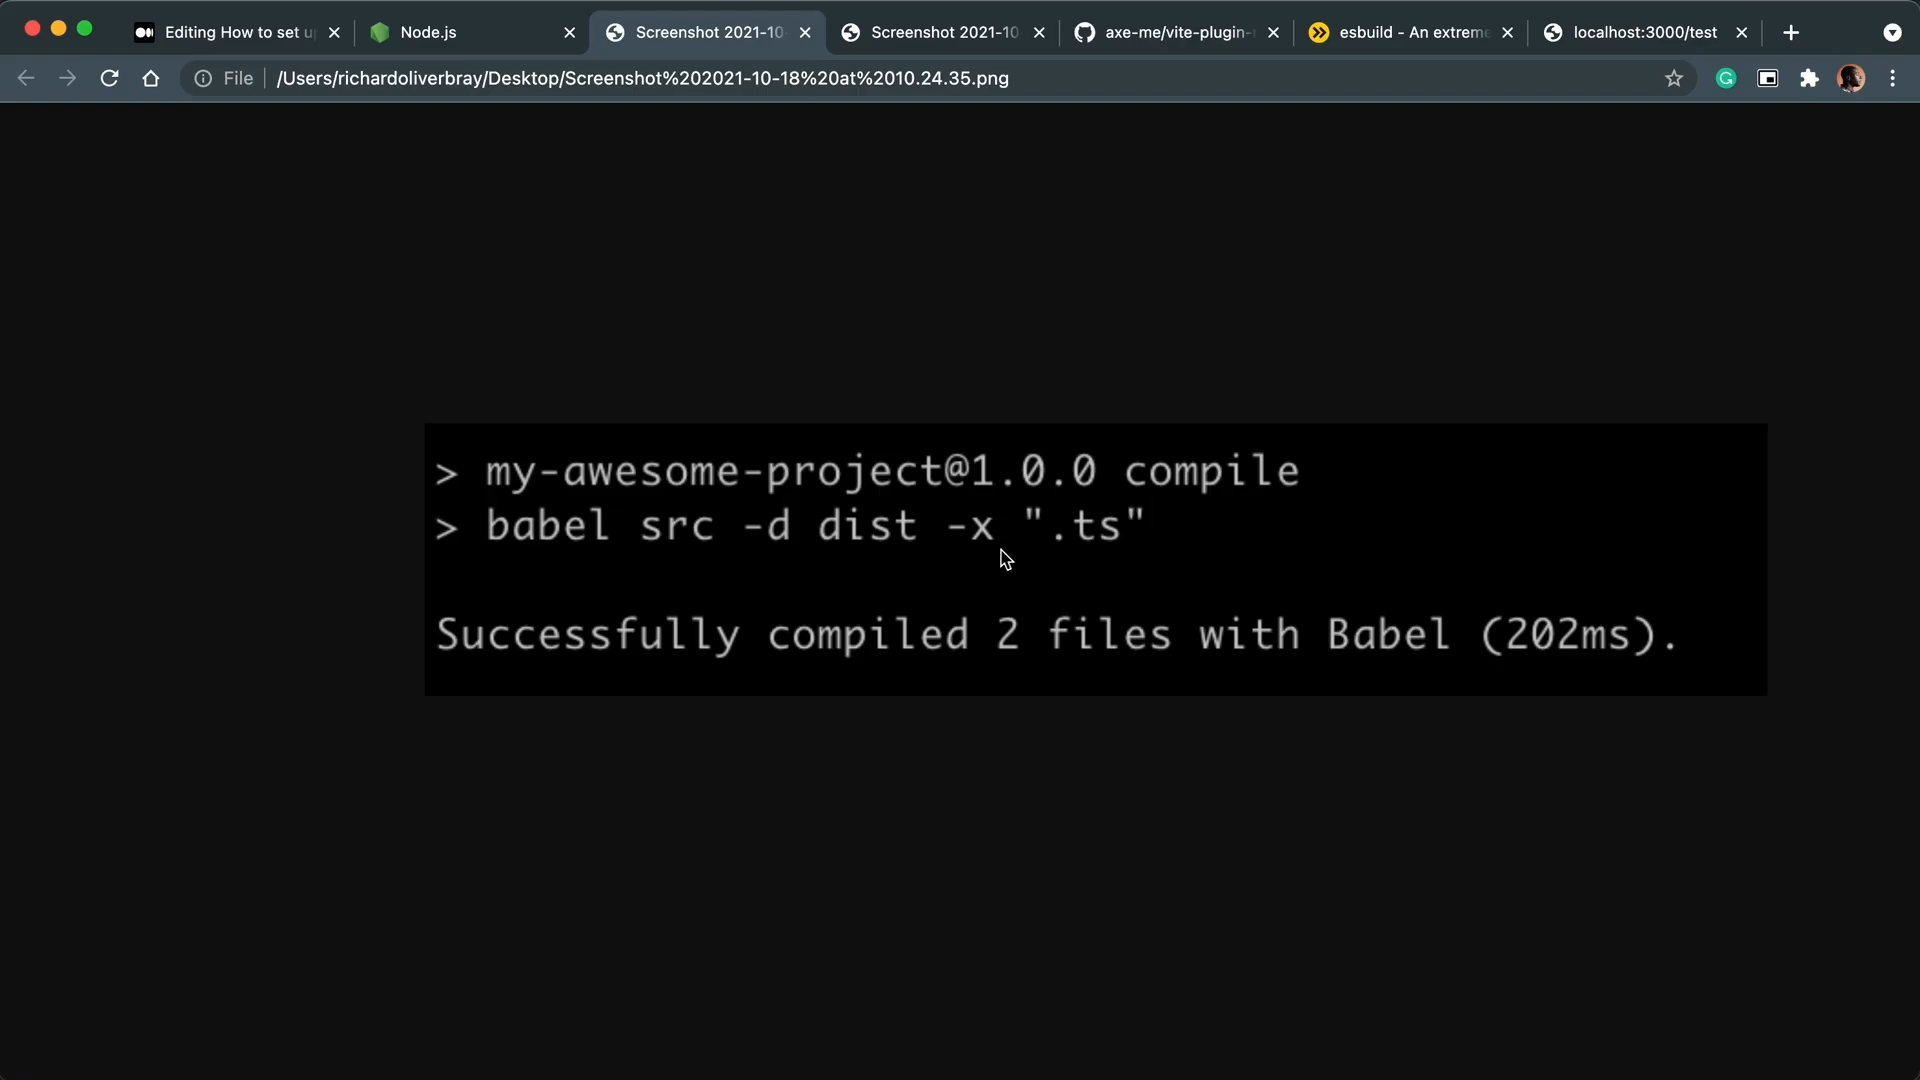 Editing How to set u
Node.js
Screenshot 2021-10
Screenshot 2021-10
axe-me/vite-plugin-
esbuild - An extreme
localhost:3000/test
File
/Users/richardoliverbray/Desktop/Screenshot%202021-10-18%20at%2010.24.35.png
> my-awesome-project@1.0.0 compile
> babel src -d dist -x ".ts"
Successfully compiled 2 files with Babel (202ms).